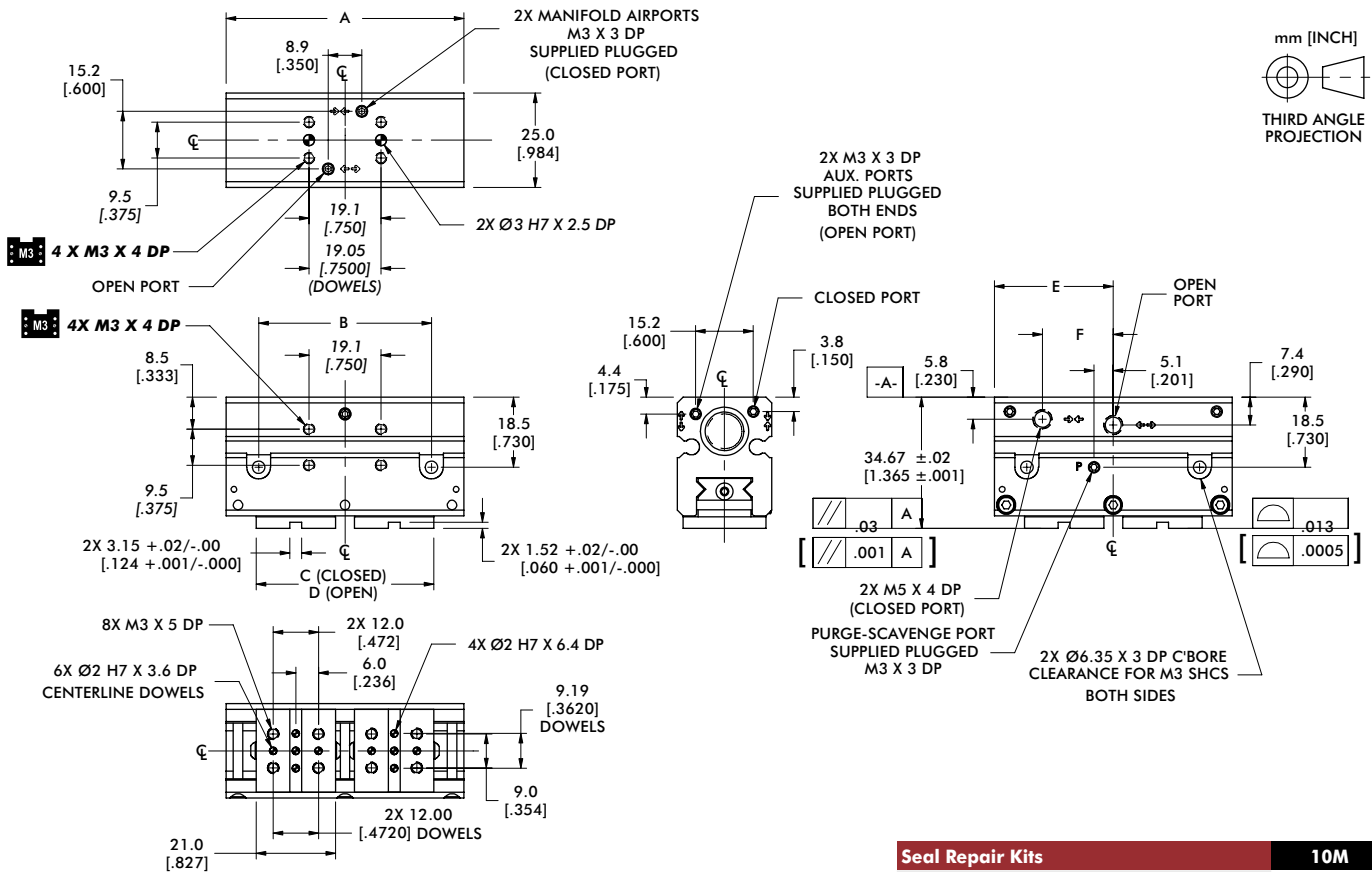 A
2X MANIFOLD AIRPORTS
M3 X 3 DP
SUPPLIED PLUGGED
(CLOSED PORT)
8.9
[.350]
15.2
[.600]
℄
℄
25.0
[.984]
9.5
[.375]
19.1
[.750]
2X Ø3 H7 X 2.5 DP
M3 4 X M3 X 4 DP
19.05
[.7500]
(DOWELS)
OPEN PORT
mm [INCH]
THIRD ANGLE
PROJECTION
M3 4X M3 X 4 DP
B
19.1
[.750]
8.5
[.333]
18.5
[.730]
9.5
[.375]
2X 3.15 +.02/-.00
[.124 +.001/-.000]
℄
2X 1.52 +.02/-.00
[.060 +.001/-.000]
C (CLOSED)
D (OPEN)
2X M3 X 3 DP
AUX. PORTS
SUPPLIED PLUGGED
BOTH ENDS
(OPEN PORT)
CLOSED PORT
15.2
[.600]
3.8
[.150]
4.4
[.175]
℄
E
OPEN
PORT
F
5.8
[.230]
5.1
[.201]
7.4
[.290]
-A-
18.5
[.730]
34.67 ±.02
[1.365 ±.001]
P
// .03 A
[ // .001 A ]
.013
[ .0005 ]
℄
2X M5 X 4 DP
(CLOSED PORT)
PURGE-SCAVENGE PORT
SUPPLIED PLUGGED
M3 X 3 DP
2X Ø6.35 X 3 DP C'BORE
CLEARANCE FOR M3 SHCS
BOTH SIDES
8X M3 X 5 DP
2X 12.0
[.472]
4X Ø2 H7 X 6.4 DP
6X Ø2 H7 X 3.6 DP
CENTERLINE DOWELS
6.0
[.236]
9.19
[.3620]
DOWELS
℄
9.0
[.354]
2X 12.00
[.4720] DOWELS
21.0
[.827]
Seal Repair Kits 10M